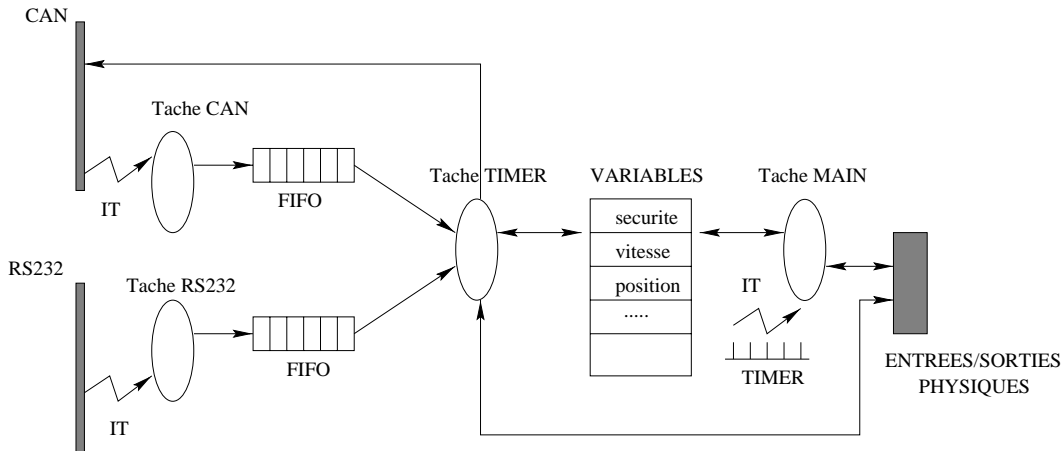 CAN
Tache CAN
IT
FIFO
Tache TIMER
VARIABLES
Tache MAIN
securite
vitesse
position
.....
IT
TIMER
ENTREES/SORTIES
PHYSIQUES
RS232
Tache RS232
IT
FIFO